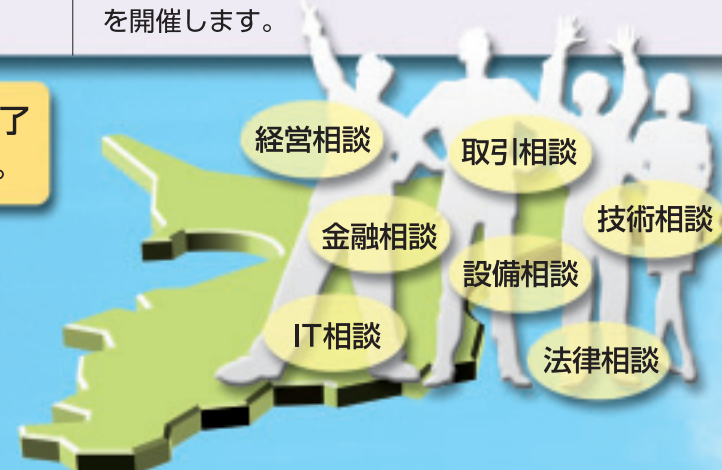 を開催します。
了
。
経営相談
取引相談
技術相談
金融相談
設備相談
IT相談
法律相談